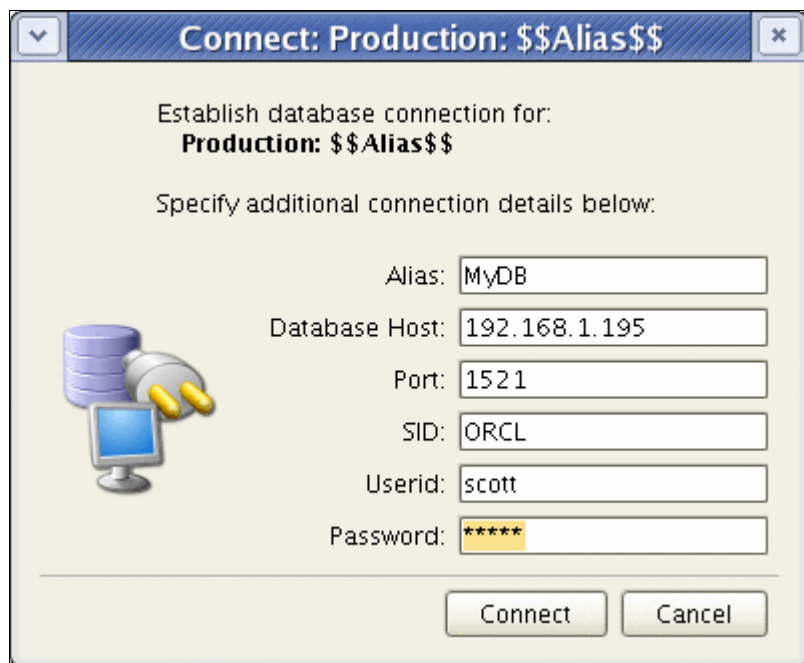 Connect: Production: $$Alias$$
Establish database connection for:
Production: $$Alias$$
Specify additional connection details below:
Alias: MyDB
Database Host: 192.168.1.195
Port: 1521
SID: ORCL
Userid: scott
Password: *****
Connect Cancel